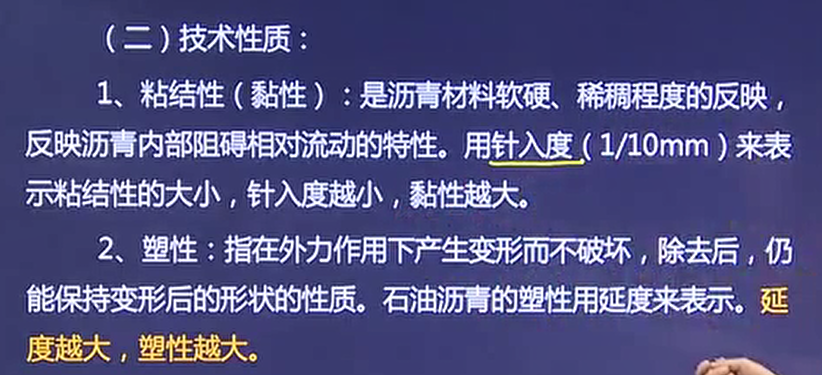 （二）技术性质：
1、粘结性（黏性）：是沥青材料软硬、稀稠程度的反映，
反映沥青内部阻碍相对流动的特性。用针入度（1/10mm）来表
示粘结性的大小，针入度越小，黏性越大。
2、塑性：指在外力作用下产生变形而不破坏，除去后，仍
能保持变形后的形状的性质。石油沥青的塑性用延度来表示。延
度越大，塑性越大。